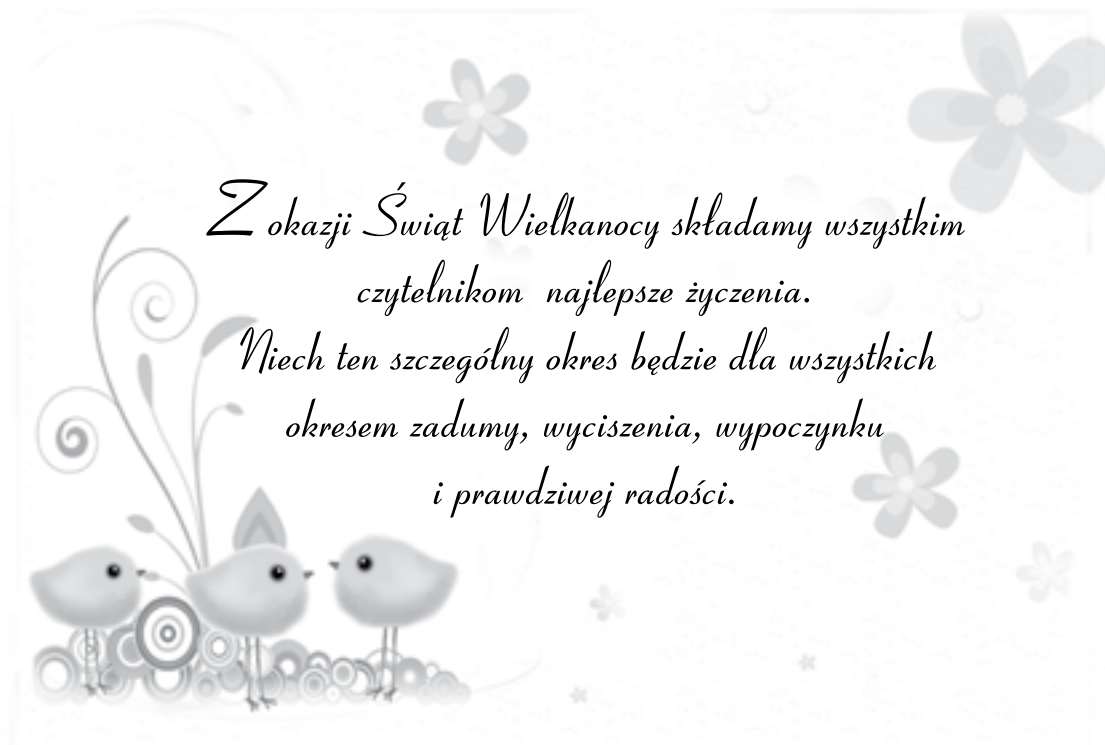 Z okazji Świąt Wielkanocy składamy wszystkim
czytelnikom najlepsze życzenia.
Niech ten szczególny okres będzie dla wszystkich
okresem zadumy, wyciszenia, wypoczynku
i prawdziwej radości.